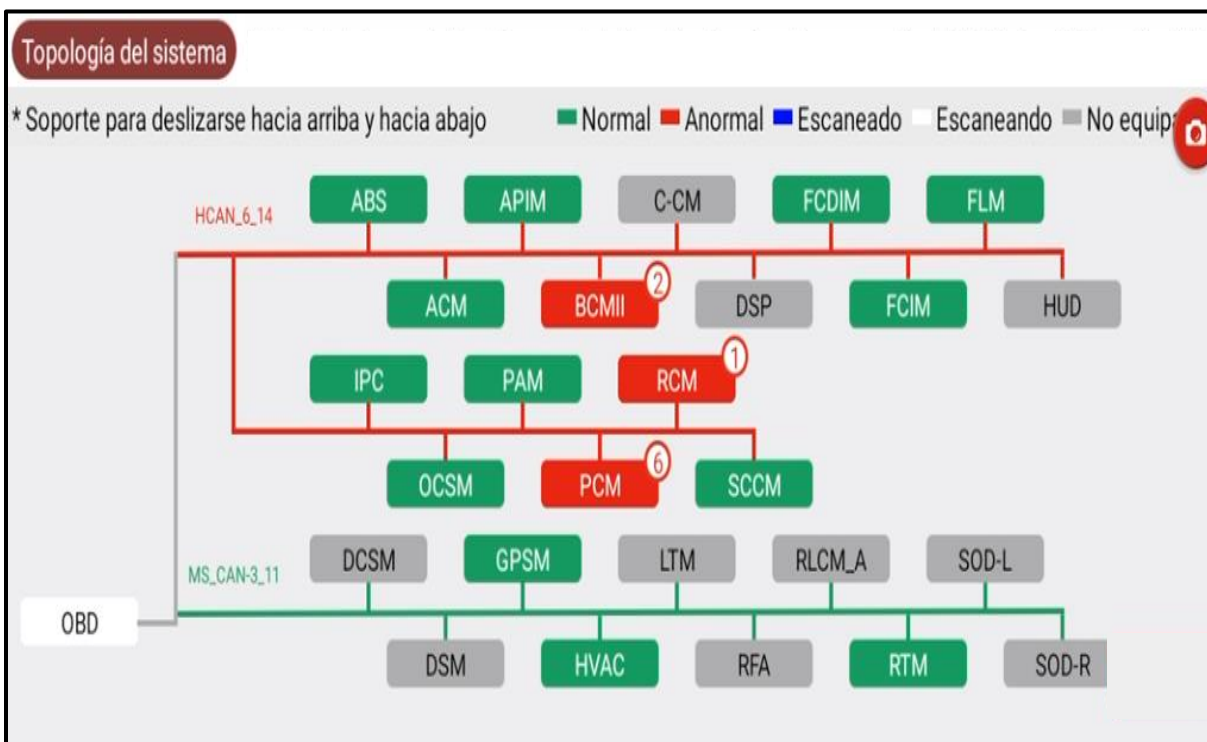 Topología del sistema
* Soporte para deslizarse hacia arriba y hacia abajo Normal Anormal Escaneado Escaneando No
HCAN_6_14
ABS APIM C-CM FCDIM FLM
ACM BCMII 2 DSP FCIM HUD
IPC PAM RCM 1
OCSM PCM 6 SCCM
MS_CAN-3_11
DCSM GPSM LTM RLCM_A SOD-L
OBD
DSM HVAC RFA RTM SOD-R